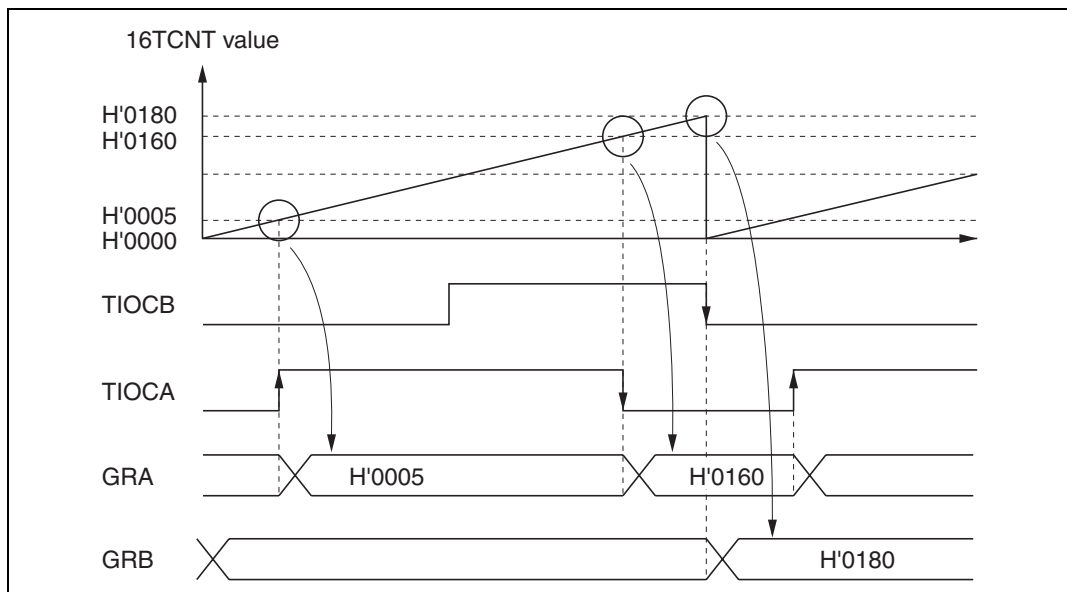 16TCNT value
H'0180
H'0160
H'0005
H'0000
TIOCB
TIOCA
GRA H'0005 H'0160
GRB H'0180